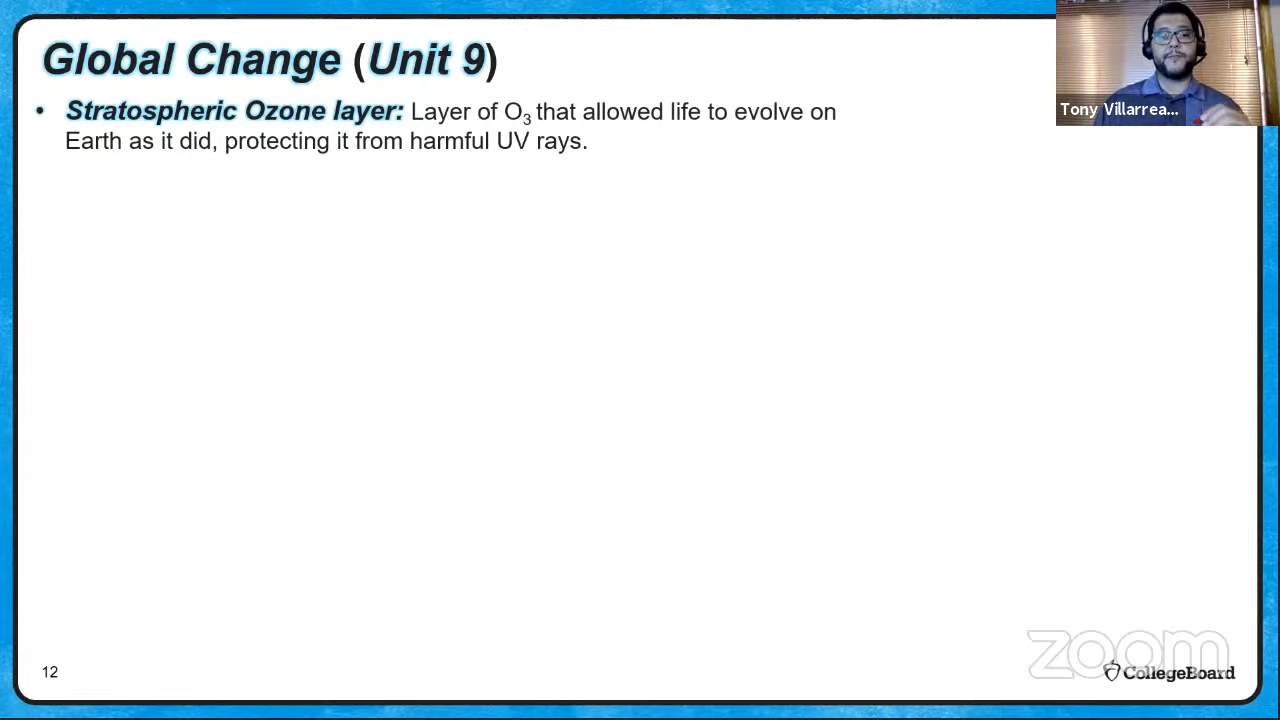 Global Change (Unit 9)
• Stratospheric Ozone layer: Layer of O₃ that allowed life to evolve on
Earth as it did, protecting it from harmful UV rays.
Tony Villarrea...
12
zoom
CollegeBoard